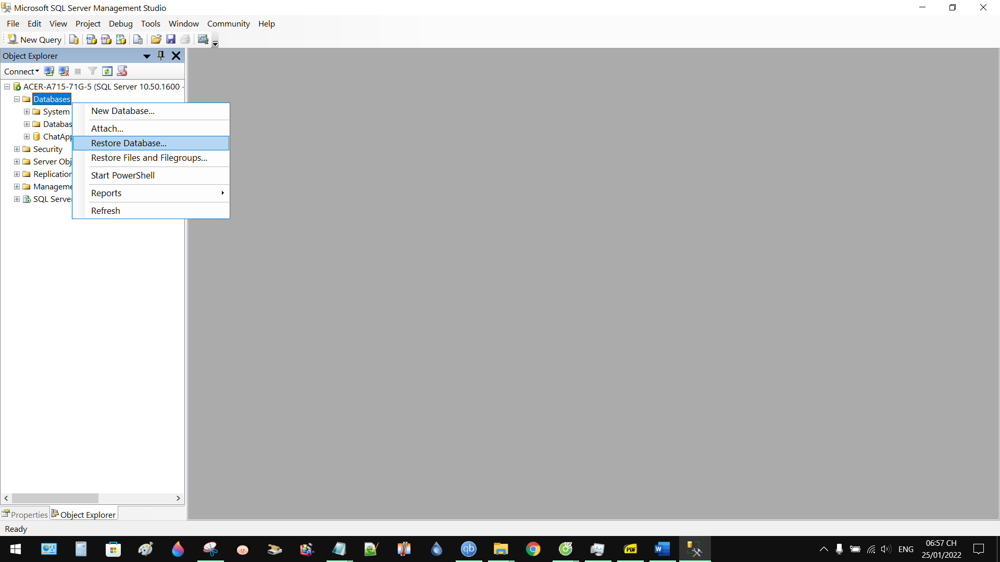 Microsoft SQL Server Management Studio
File Edit View Project Debug Tools Window Community Help
New Query
Object Explorer
Connect
ACER-A715-71G-5 (SQL Server 10.50.1600 -
Databases
System
Databas
ChatApp
Security
Server Obj
Replication
Manageme
SQL Server
New Database...
Attach...
Restore Database...
Restore Files and Filegroups...
Start PowerShell
Reports
Refresh
Properties Object Explorer
Ready
qb
PDF
W
ENG
06:57 CH
25/01/2022